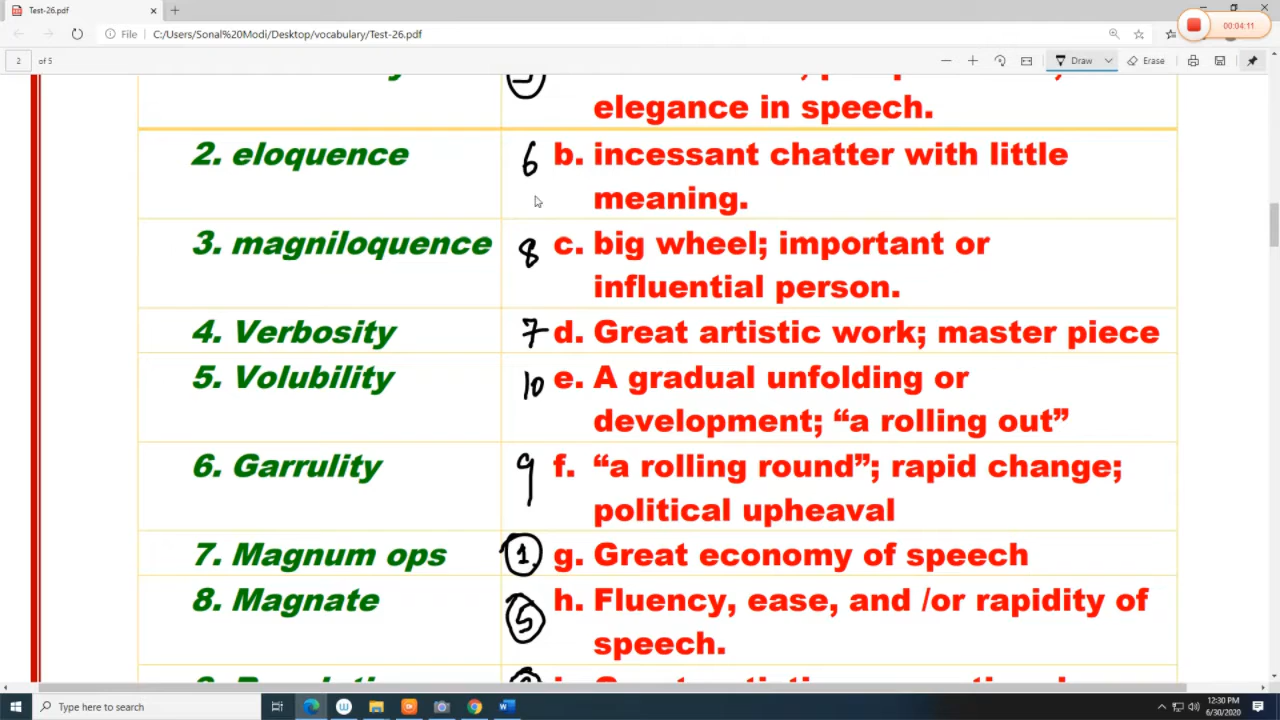 Test-26.pdf
00:04:11
File C:/Users/Sonal%20Modi/Desktop/vocabulary/Test-26.pdf
2 of 5
Draw Erase
elegance in speech.
2. eloquence 6 b. incessant chatter with little
meaning.
3. magniloquence 8 c. big wheel; important or
influential person.
4. Verbosity 7 d. Great artistic work; master piece
5. Volubility 10 e. A gradual unfolding or
development; “a rolling out”
6. Garrulity 9 f. “a rolling round”; rapid change;
political upheaval
7. Magnum ops 1 g. Great economy of speech
8. Magnate 5 h. Fluency, ease, and /or rapidity of
speech.
Type here to search
12:30 PM
6/30/2020